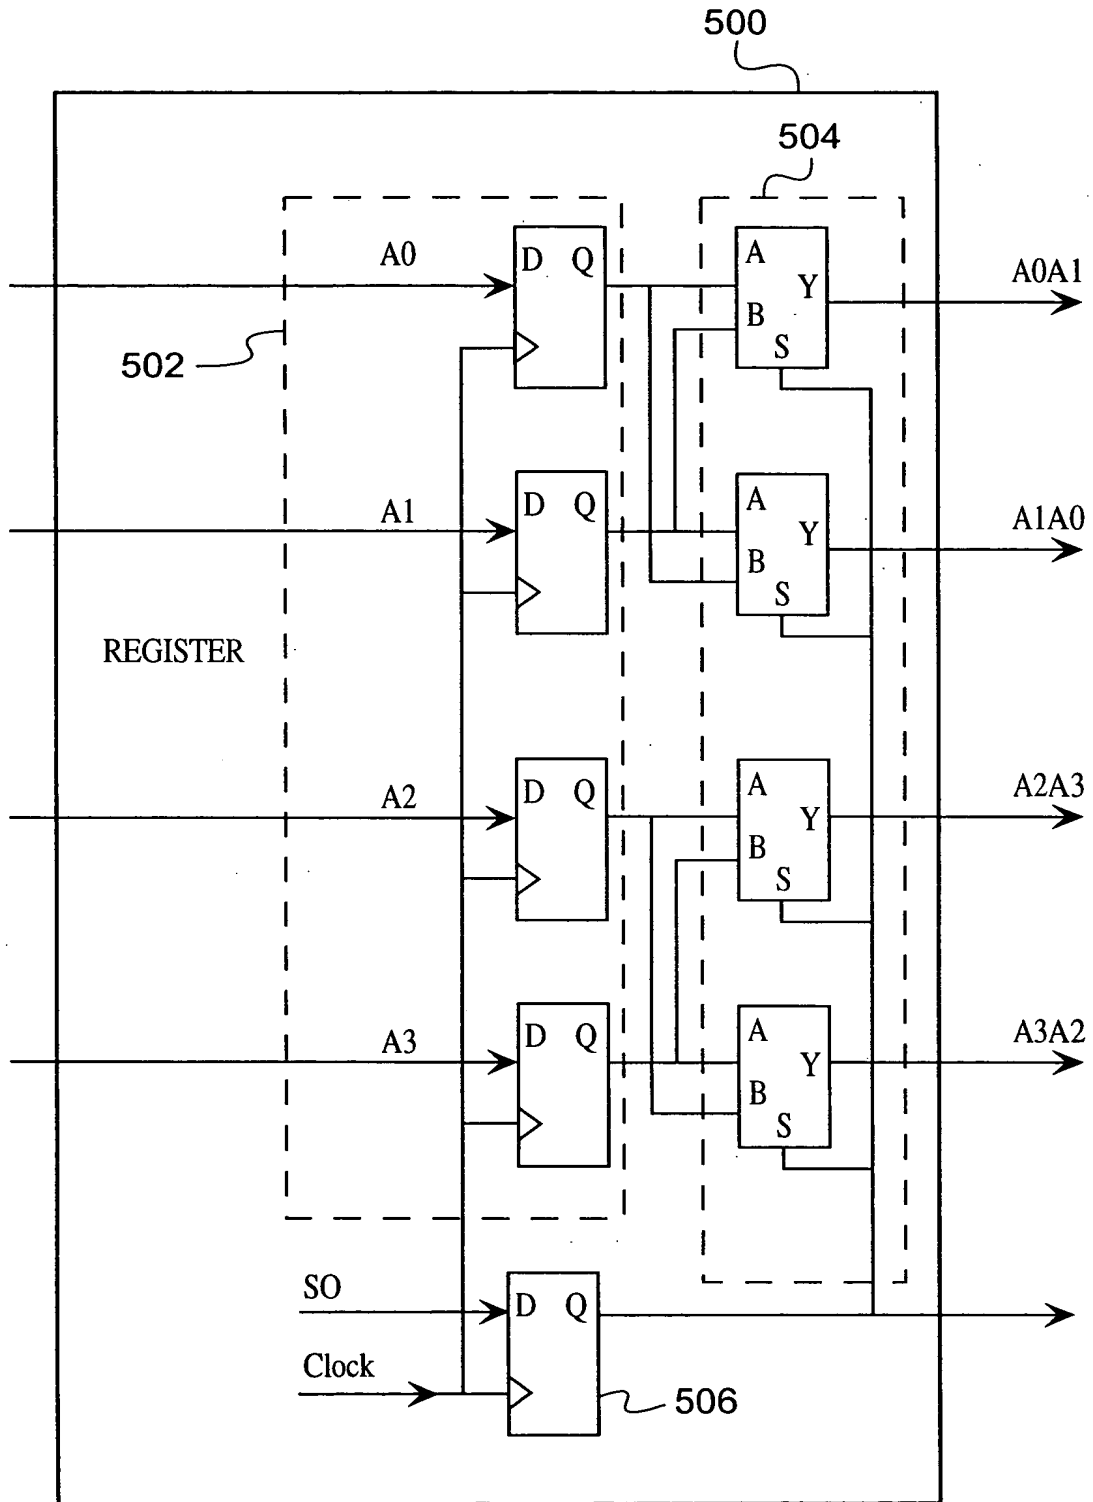 500
504
A0
D Q
A
Y
B
S
A0A1
502
A1
D Q
A
Y
B
S
A1A0
REGISTER
A2
D Q
A
Y
B
S
A2A3
A3
D Q
A
Y
B
S
A3A2
SO
D Q
Clock
506